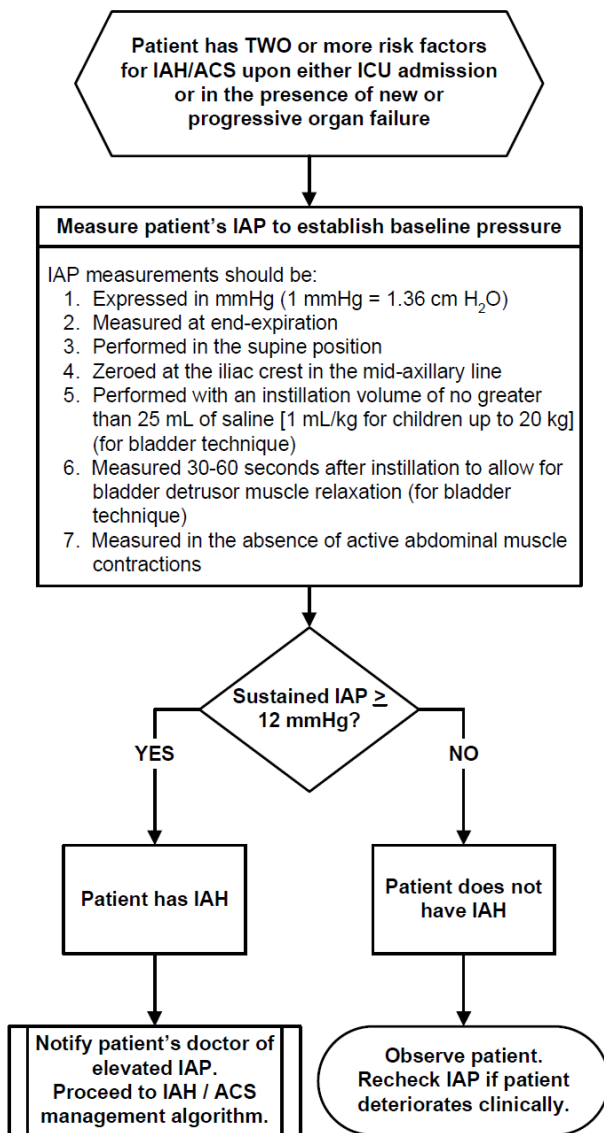 Patient has TWO or more risk factors
for IAH/ACS upon either ICU admission
or in the presence of new or
progressive organ failure
Measure patient's IAP to establish baseline pressure
IAP measurements should be:
1. Expressed in mmHg (1 mmHg = 1.36 cm H₂O)
2. Measured at end-expiration
3. Performed in the supine position
4. Zeroed at the iliac crest in the mid-axillary line
5. Performed with an instillation volume of no greater
than 25 mL of saline [1 mL/kg for children up to 20 kg]
(for bladder technique)
6. Measured 30-60 seconds after instillation to allow for
bladder detrusor muscle relaxation (for bladder
technique)
7. Measured in the absence of active abdominal muscle
contractions
Sustained IAP ≥
12 mmHg?
YES
NO
Patient has IAH
Patient does not
have IAH
Notify patient's doctor of
elevated IAP.
Proceed to IAH / ACS
management algorithm.
Observe patient.
Recheck IAP if patient
deteriorates clinically.